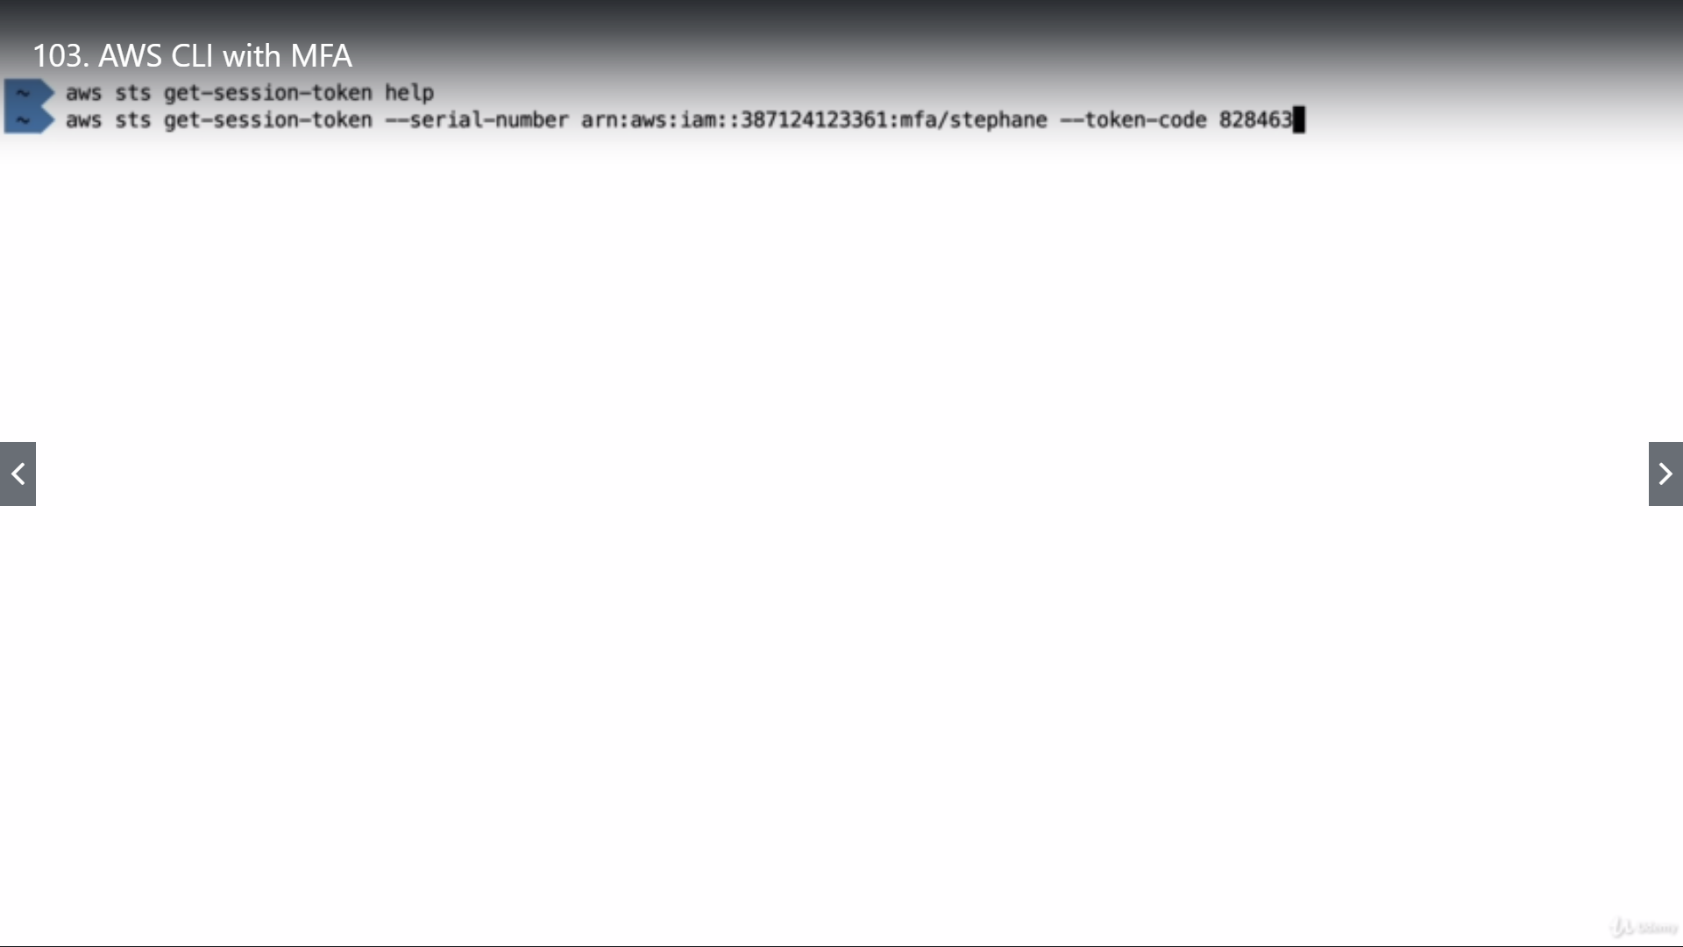 103. AWS CLI with MFA
~ aws sts get-session-token help
~ aws sts get-session-token --serial-number arn:aws:iam::387124123361:mfa/stephane --token-code 828463
Udemy